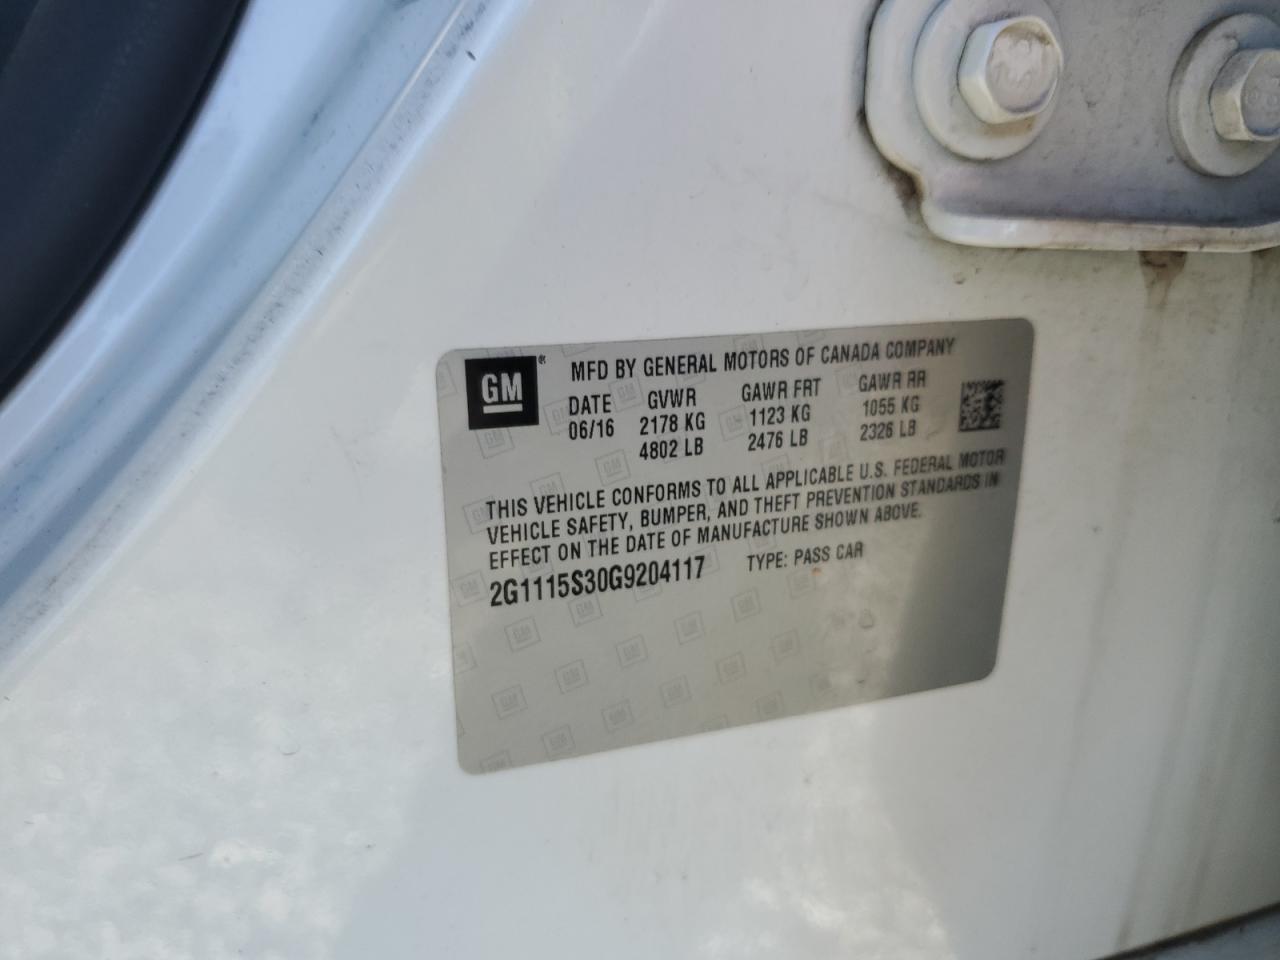 GM®
MFD BY GENERAL MOTORS OF CANADA COMPANY
DATE GVWR GAWR FRT GAWR RR
06/16 2178 KG 1123 KG 1055 KG
4802 LB 2476 LB 2326 LB
THIS VEHICLE CONFORMS TO ALL APPLICABLE U.S. FEDERAL MOTOR
VEHICLE SAFETY, BUMPER, AND THEFT PREVENTION STANDARDS IN
EFFECT ON THE DATE OF MANUFACTURE SHOWN ABOVE.
2G1115S30G9204117 TYPE: PASS CAR